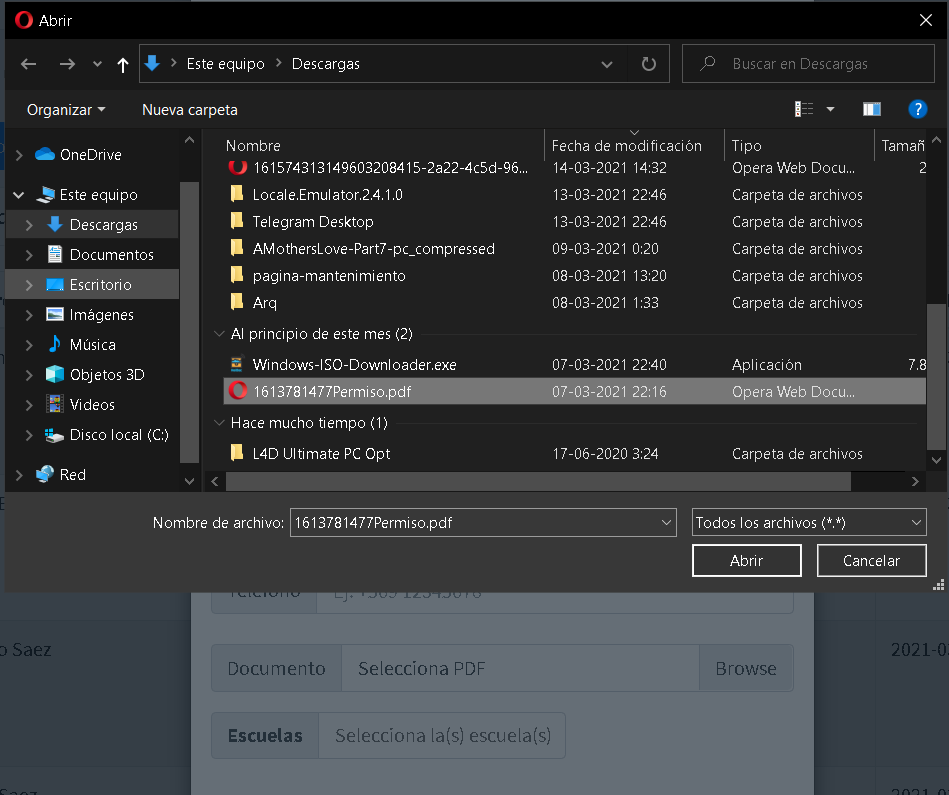 Abrir
Este equipo > Descargas
Buscar en Descargas
Organizar
Nueva carpeta
?
OneDrive
Este equipo
Descargas
Documentos
Escritorio
Imágenes
Música
Objetos 3D
Videos
Disco local (C:)
Red
Nombre Fecha de modificación Tipo Tamañ
161574313149603208415-2a22-4c5d-96... 14-03-2021 14:32 Opera Web Docu... 2
Locale.Emulator.2.4.1.0 13-03-2021 22:46 Carpeta de archivos
Telegram Desktop 13-03-2021 22:46 Carpeta de archivos
AMothersLove-Part7-pc_compressed 09-03-2021 0:20 Carpeta de archivos
pagina-mantenimiento 08-03-2021 13:20 Carpeta de archivos
Arq 08-03-2021 1:33 Carpeta de archivos
Al principio de este mes (2)
Windows-ISO-Downloader.exe 07-03-2021 22:40 Aplicación 7.8
1613781477Permiso.pdf 07-03-2021 22:16 Opera Web Docu...
Hace mucho tiempo (1)
L4D Ultimate PC Opt 17-06-2020 3:24 Carpeta de archivos
Nombre de archivo: 1613781477Permiso.pdf Todos los archivos (*.*)
Abrir Cancelar
Teléfono Ej: +569 12345678
o Saez 2021-0
Documento Selecciona PDF Browse
Escuelas Selecciona la(s) escuela(s)
Saez 2021-0